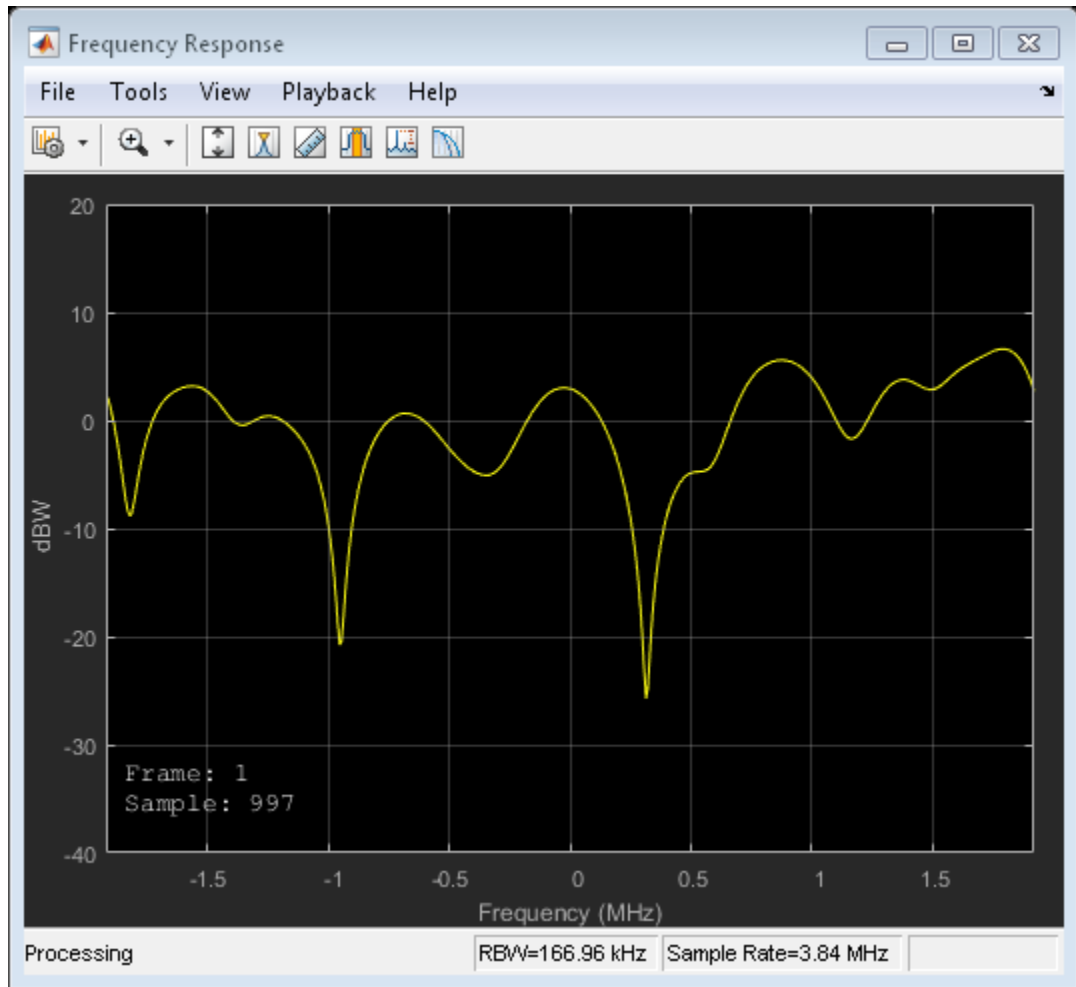 Frequency Response
File Tools View Playback Help
20
10
0
-10
-20
-30
-40
dBW
Frame: 1
Sample: 997
-1.5 -1 -0.5 0 0.5 1 1.5
Frequency (MHz)
Processing RBW=166.96 kHz Sample Rate=3.84 MHz